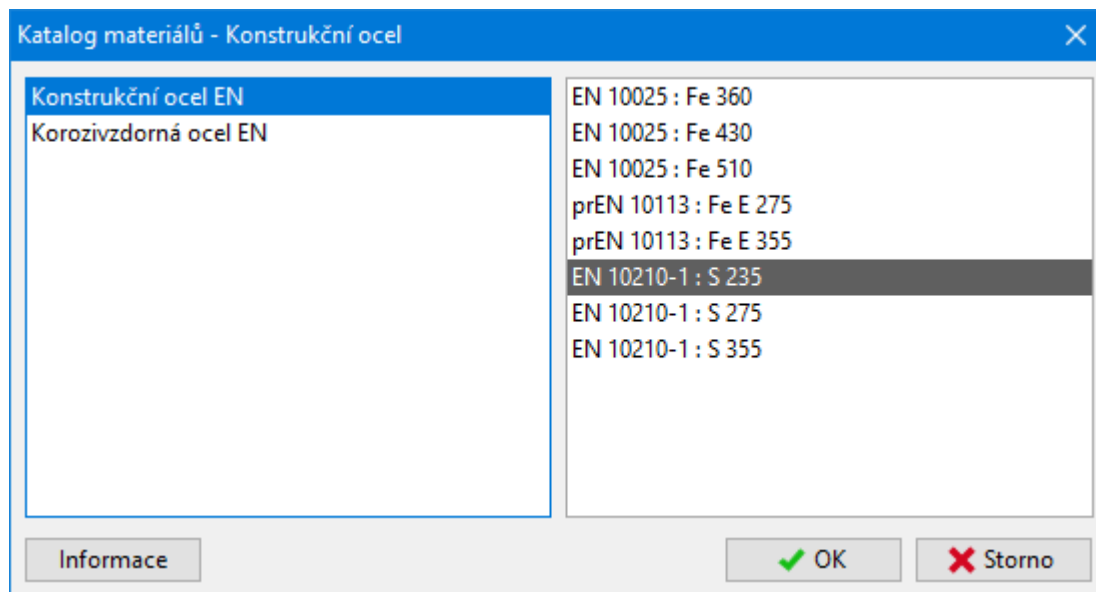 Katalog materiálů - Konstrukční ocel
Konstrukční ocel EN
Korozivzdorná ocel EN
EN 10025 : Fe 360
EN 10025 : Fe 430
EN 10025 : Fe 510
prEN 10113 : Fe E 275
prEN 10113 : Fe E 355
EN 10210-1 : S 235
EN 10210-1 : S 275
EN 10210-1 : S 355
Informace
OK
Storno